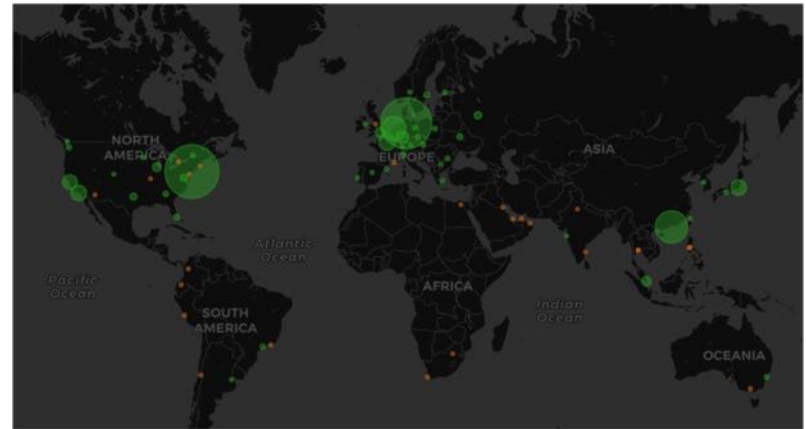 NORTH
AMERICA
EUROPE
ASIA
Atlantic
Ocean
Pacific
Ocean
AFRICA
SOUTH
AMERICA
Indian
Ocean
OCEANIA